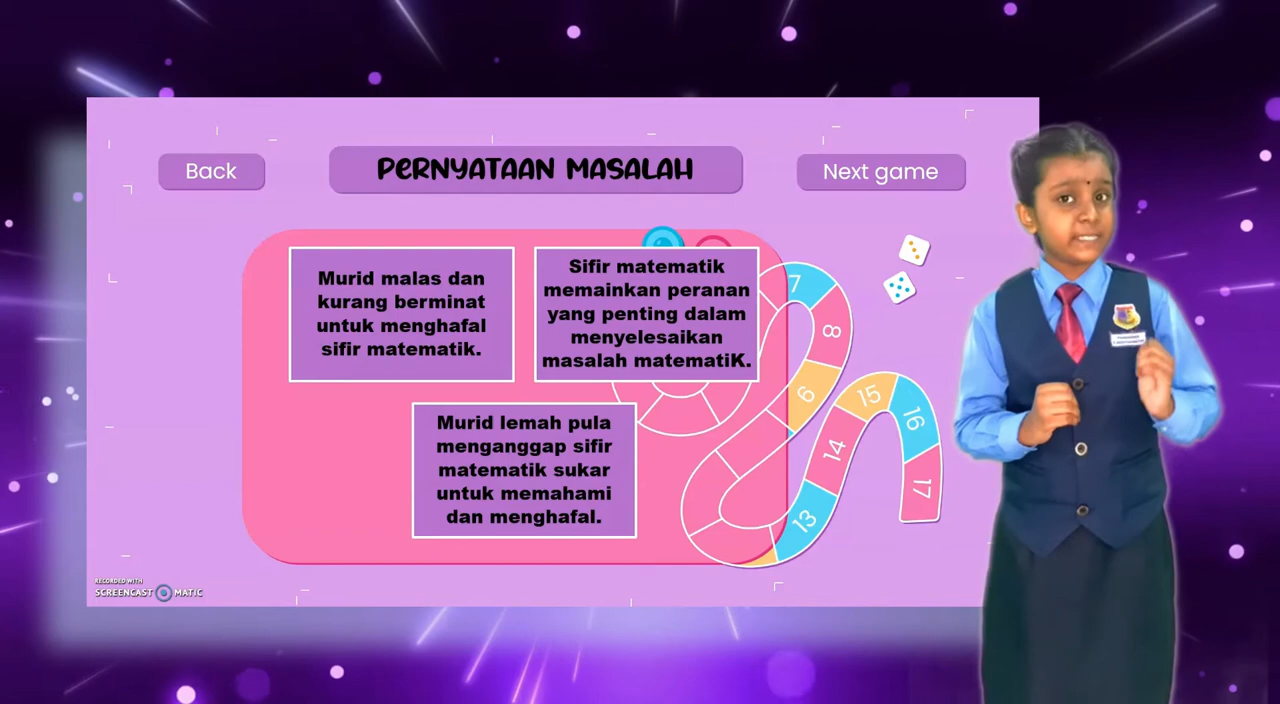 Back
PERNYATAAN MASALAH
Next game
Murid malas dan
kurang berminat
untuk menghafal
sifir matematik.
Sifir matematik
memainkan peranan
yang penting dalam
menyelesaikan
masalah matematiK.
Murid lemah pula
menganggap sifir
matematik sukar
untuk memahami
dan menghafal.
7
8
9
13
14
15
16
17
RECORDED WITH
SCREENCAST MATIC